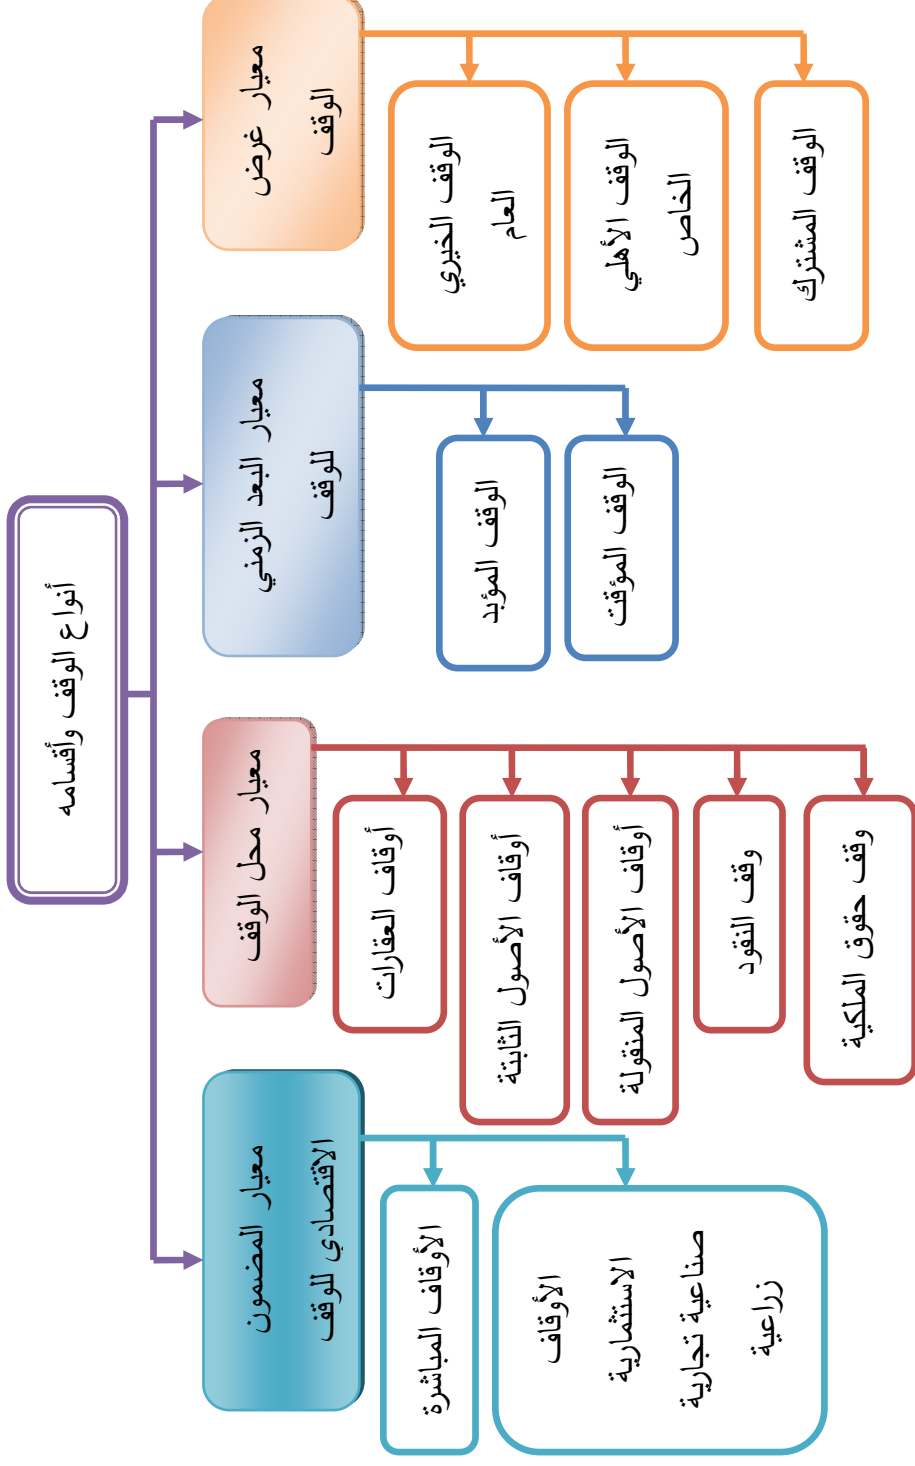 أنواع الوقف وأقسامه
معيار غرض
الوقف
الوقف الخيري
العام
الوقف الأهلي
الخاص
الوقف المشترك
معيار البعد الزمني
للوقف
الوقف المؤبد
الوقف المؤقت
معيار محل الوقف
أوقاف العقارات
أوقاف الأصول الثابتة
أوقاف الأصول المنقولة
وقف النقود
وقف حقوق الملكية
معيار المضمون
الاقتصادي للوقف
الأوقاف المباشرة
الأوقاف
الاستثمارية
صناعية تجارية
زراعية